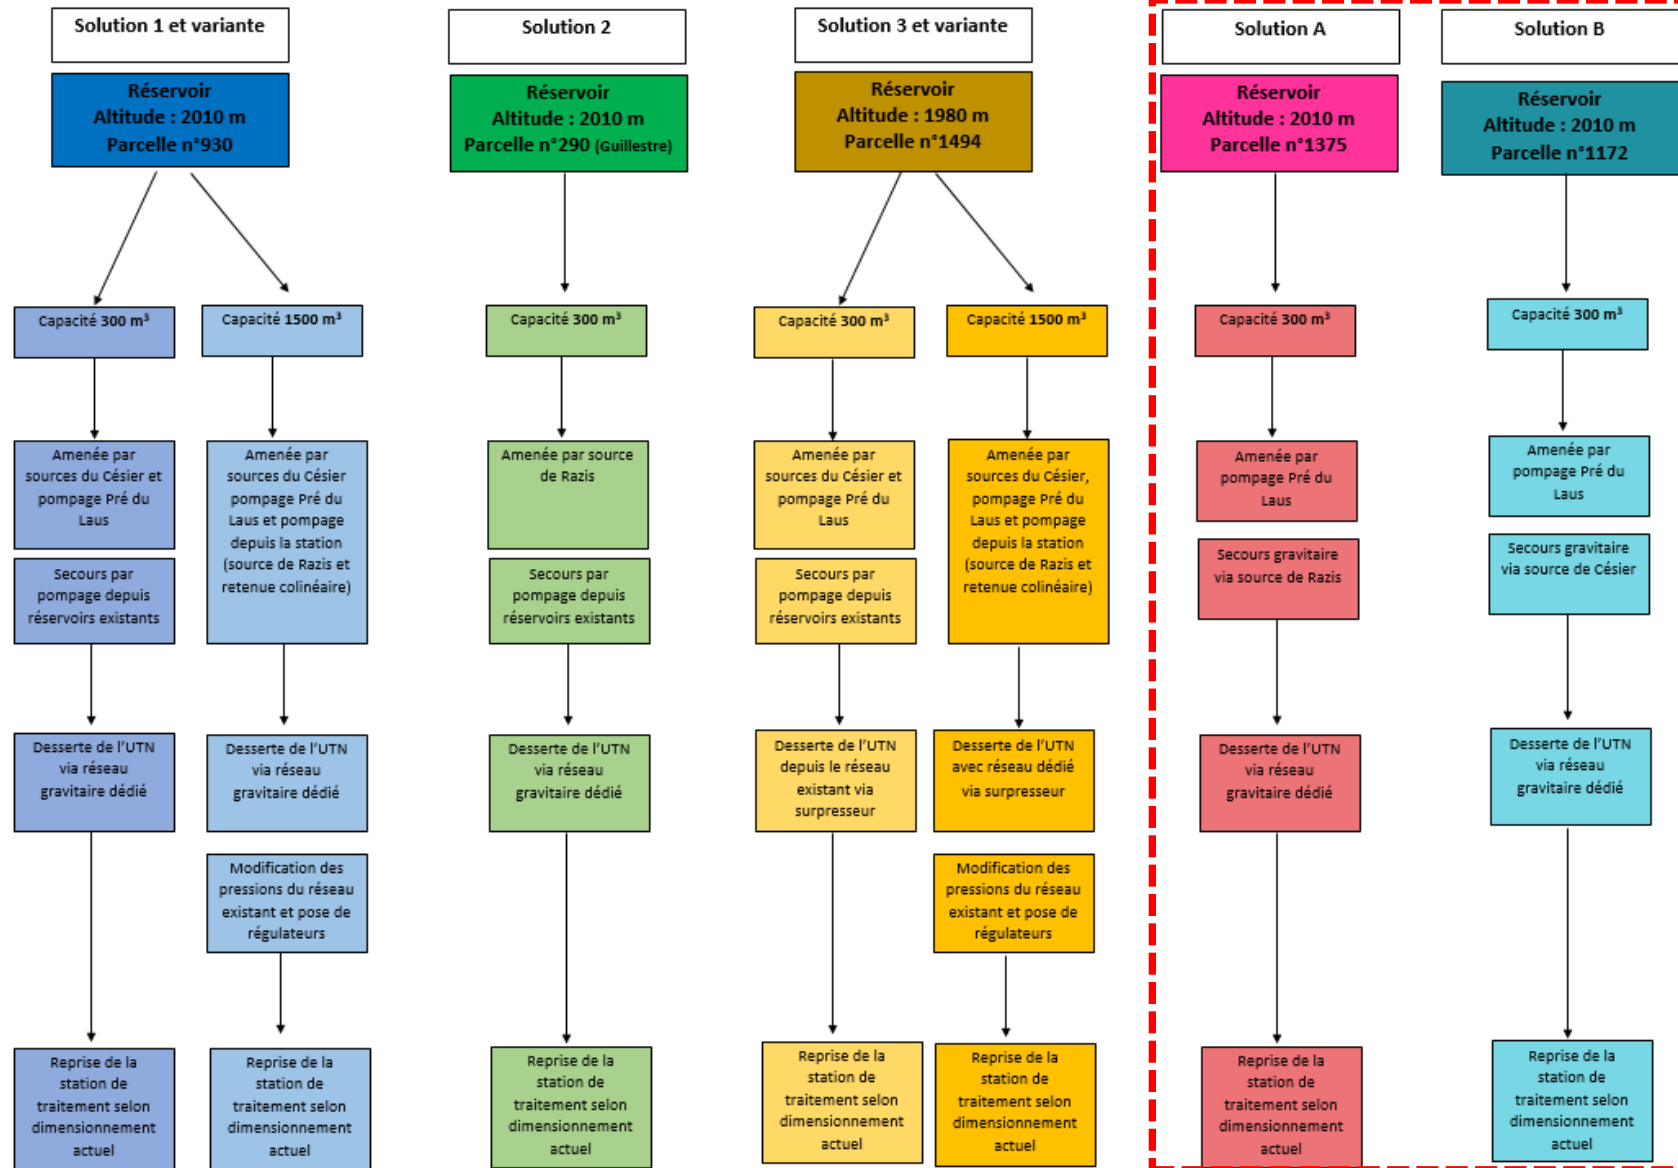 Solution 1 et variante
Réservoir
Altitude : 2010 m
Parcelle n°930
Capacité 300 m³
Amenée par
sources du Césier et
pompage Pré du
Laus
Secours par
pompage depuis
réservoirs existants
Desserte de l'UTN
via réseau
gravitaire dédié
Reprise de la
station de
traitement selon
dimensionnement
actuel
Capacité 1500 m³
Amenée par
sources du Césier
pompage Pré du
Laus et pompage
depuis la station
(source de Razis et
retenue colinéaire)
Desserte de l'UTN
via réseau
gravitaire dédié
Modification des
pressions du réseau
existant et pose de
régulateurs
Reprise de la
station de
traitement selon
dimensionnement
actuel
Solution 2
Réservoir
Altitude : 2010 m
Parcelle n°290 (Guillestre)
Capacité 300 m³
Amenée par source
de Razis
Secours par
pompage depuis
réservoirs existants
Desserte de l'UTN
via réseau
gravitaire dédié
Reprise de la
station de
traitement selon
dimensionnement
actuel
Solution 3 et variante
Réservoir
Altitude : 1980 m
Parcelle n°1494
Capacité 300 m³
Amenée par
sources du Césier et
pompage Pré du
Laus
Secours par
pompage depuis
réservoirs existants
Desserte de l'UTN
depuis le réseau
existant via
surpresseur
Reprise de la
station de
traitement selon
dimensionnement
actuel
Capacité 1500 m³
Amenée par
sources du Césier,
pompage Pré du
Laus et pompage
depuis la station
(source de Razis et
retenue colinéaire)
Desserte de l'UTN
avec réseau dédié
via surpresseur
Modification des
pressions du réseau
existant et pose de
régulateurs
Reprise de la
station de
traitement selon
dimensionnement
actuel
Solution A
Réservoir
Altitude : 2010 m
Parcelle n°1375
Capacité 300 m³
Amenée par
pompage Pré du
Laus
Secours gravitaire
via source de Razis
Desserte de l'UTN
via réseau
gravitaire dédié
Reprise de la
station de
traitement selon
dimensionnement
actuel
Solution B
Réservoir
Altitude : 2010 m
Parcelle n°1172
Capacité 300 m³
Amenée par
pompage Pré du
Laus
Secours gravitaire
via source de Césier
Desserte de l'UTN
via réseau
gravitaire dédié
Reprise de la
station de
traitement selon
dimensionnement
actuel